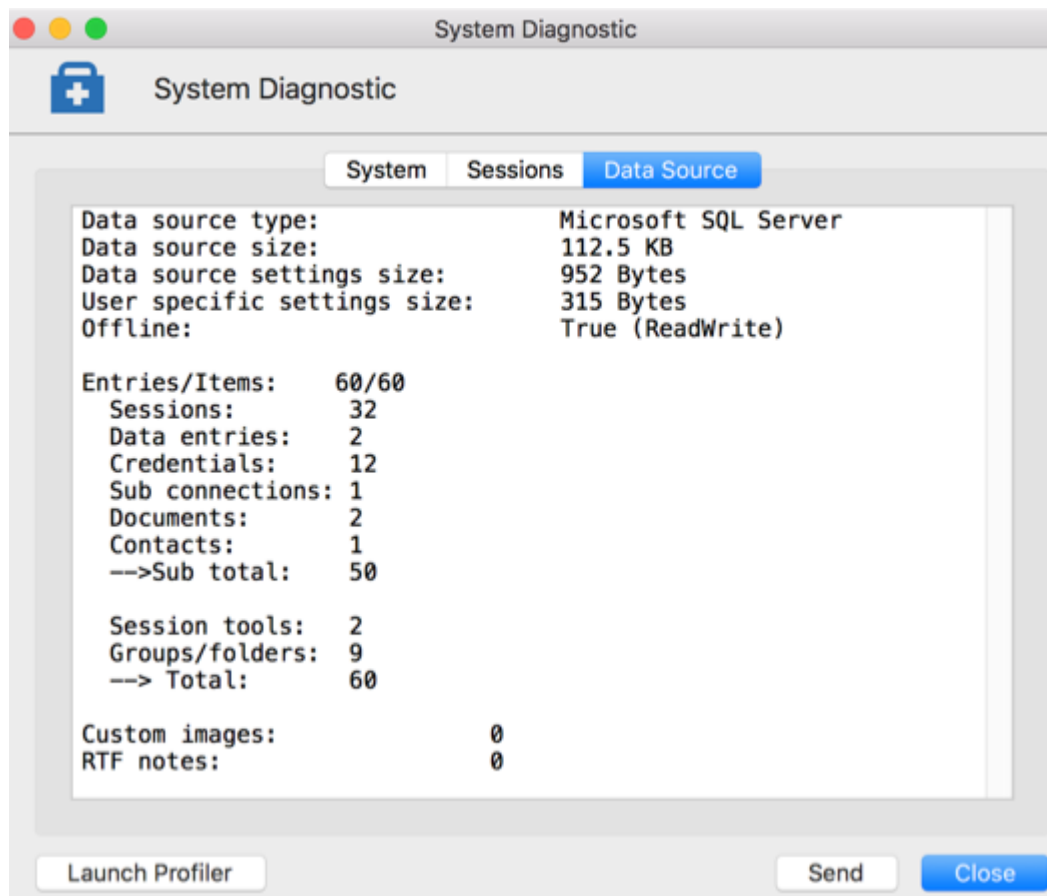 System Diagnostic
System Diagnostic
System Sessions Data Source
Data source type: Microsoft SQL Server
Data source size: 112.5 KB
Data source settings size: 952 Bytes
User specific settings size: 315 Bytes
Offline: True (ReadWrite)
Entries/Items: 60/60
Sessions: 32
Data entries: 2
Credentials: 12
Sub connections: 1
Documents: 2
Contacts: 1
-->Sub total: 50
Session tools: 2
Groups/folders: 9
--> Total: 60
Custom images: 0
RTF notes: 0
Launch Profiler Send Close